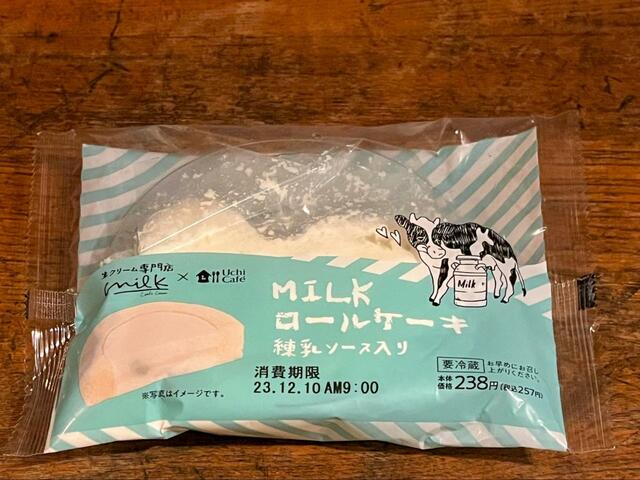 生クリーム専門店
milk
×
Uchi
Café
MILK
ロールケーキ
練乳ソース入り
Milk
消費期限
23.12.10 AM9:00
※写真はイメージです。
要冷蔵 お早めにお召し
上がりください。
本体
価格 238円(税込257円)